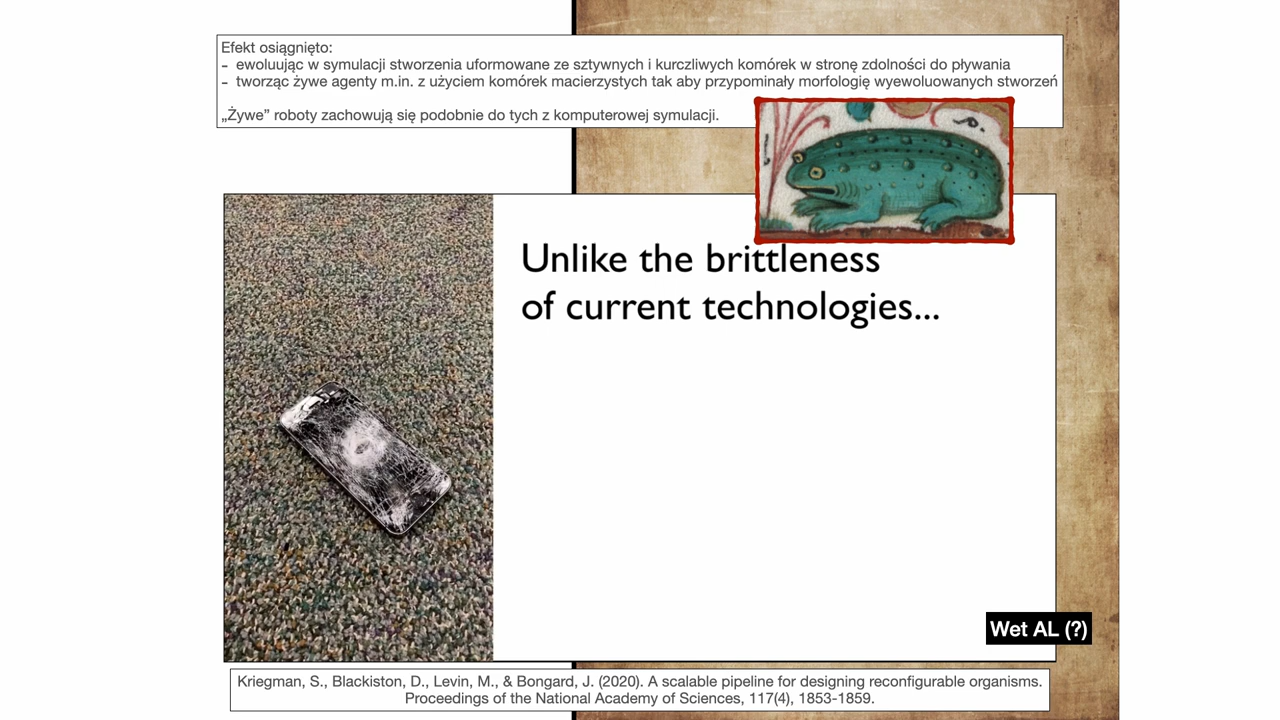 Efekt osiągnięto:
- ewoluując w symulacji stworzenia uformowane ze sztywnych i kurczliwych komórek w stronę zdolności do pływania
- tworząc żywe agenty m.in. z użyciem komórek macierzystych tak aby przypominały morfologię wyewoluowanych stworzeń
„Żywe” roboty zachowują się podobnie do tych z komputerowej symulacji.
Unlike the brittleness
of current technologies...
Wet AL (?)
Kriegman, S., Blackiston, D., Levin, M., & Bongard, J. (2020). A scalable pipeline for designing reconfigurable organisms.
Proceedings of the National Academy of Sciences, 117(4), 1853-1859.